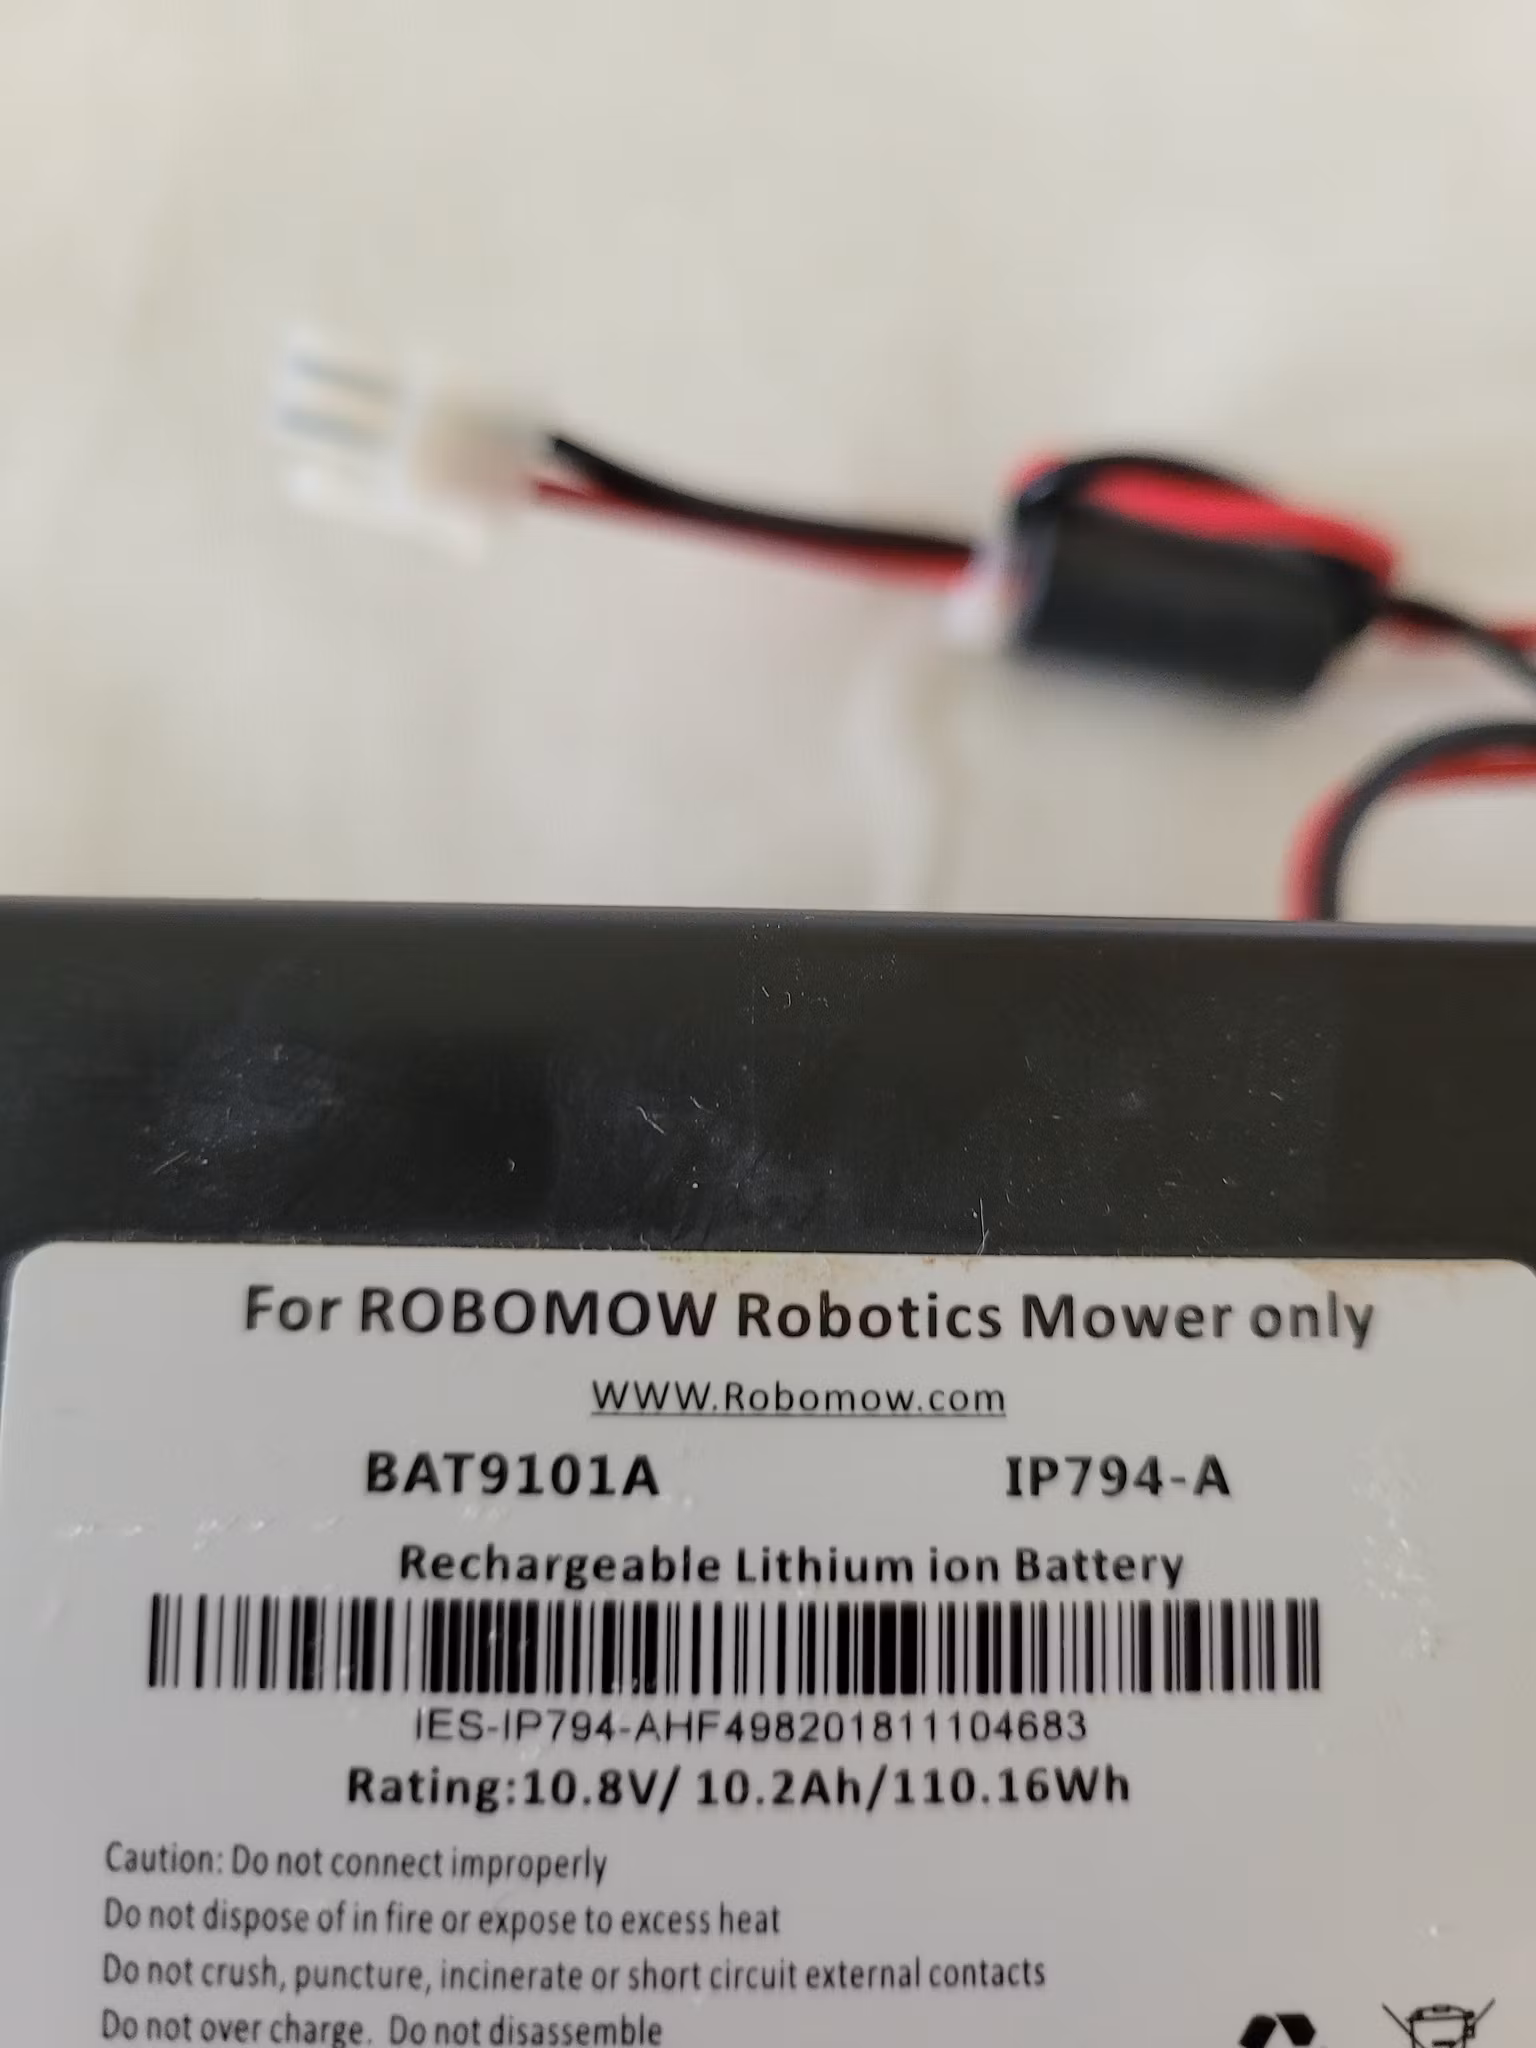 For ROBOMOW Robotics Mower only
WWW.Robomow.com
BAT9101A IP794-A
Rechargeable Lithium ion Battery
IES-IP794-AHF498201811104683
Rating:10.8V/ 10.2Ah/110.16Wh
Caution: Do not connect improperly
Do not dispose of in fire or expose to excess heat
Do not crush, puncture, incinerate or short circuit external contacts
Do not over charge. Do not disassemble